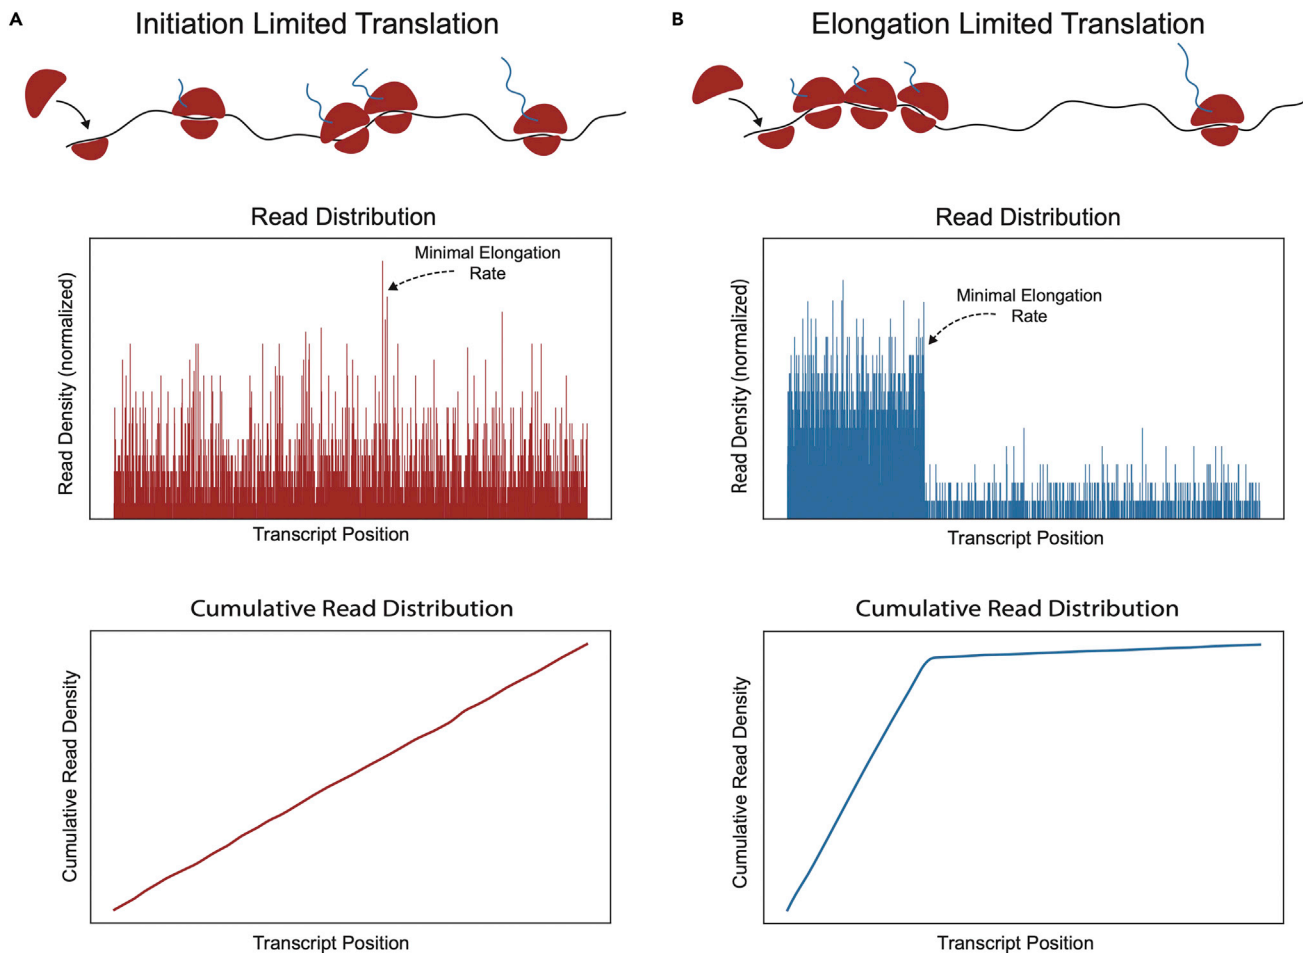 A
Initiation Limited Translation
Read Distribution
Minimal Elongation
Rate
Read Density (normalized)
Transcript Position
Cumulative Read Distribution
Cumulative Read Density
Transcript Position
B
Elongation Limited Translation
Read Distribution
Minimal Elongation
Rate
Read Density (normalized)
Transcript Position
Cumulative Read Distribution
Cumulative Read Density
Transcript Position